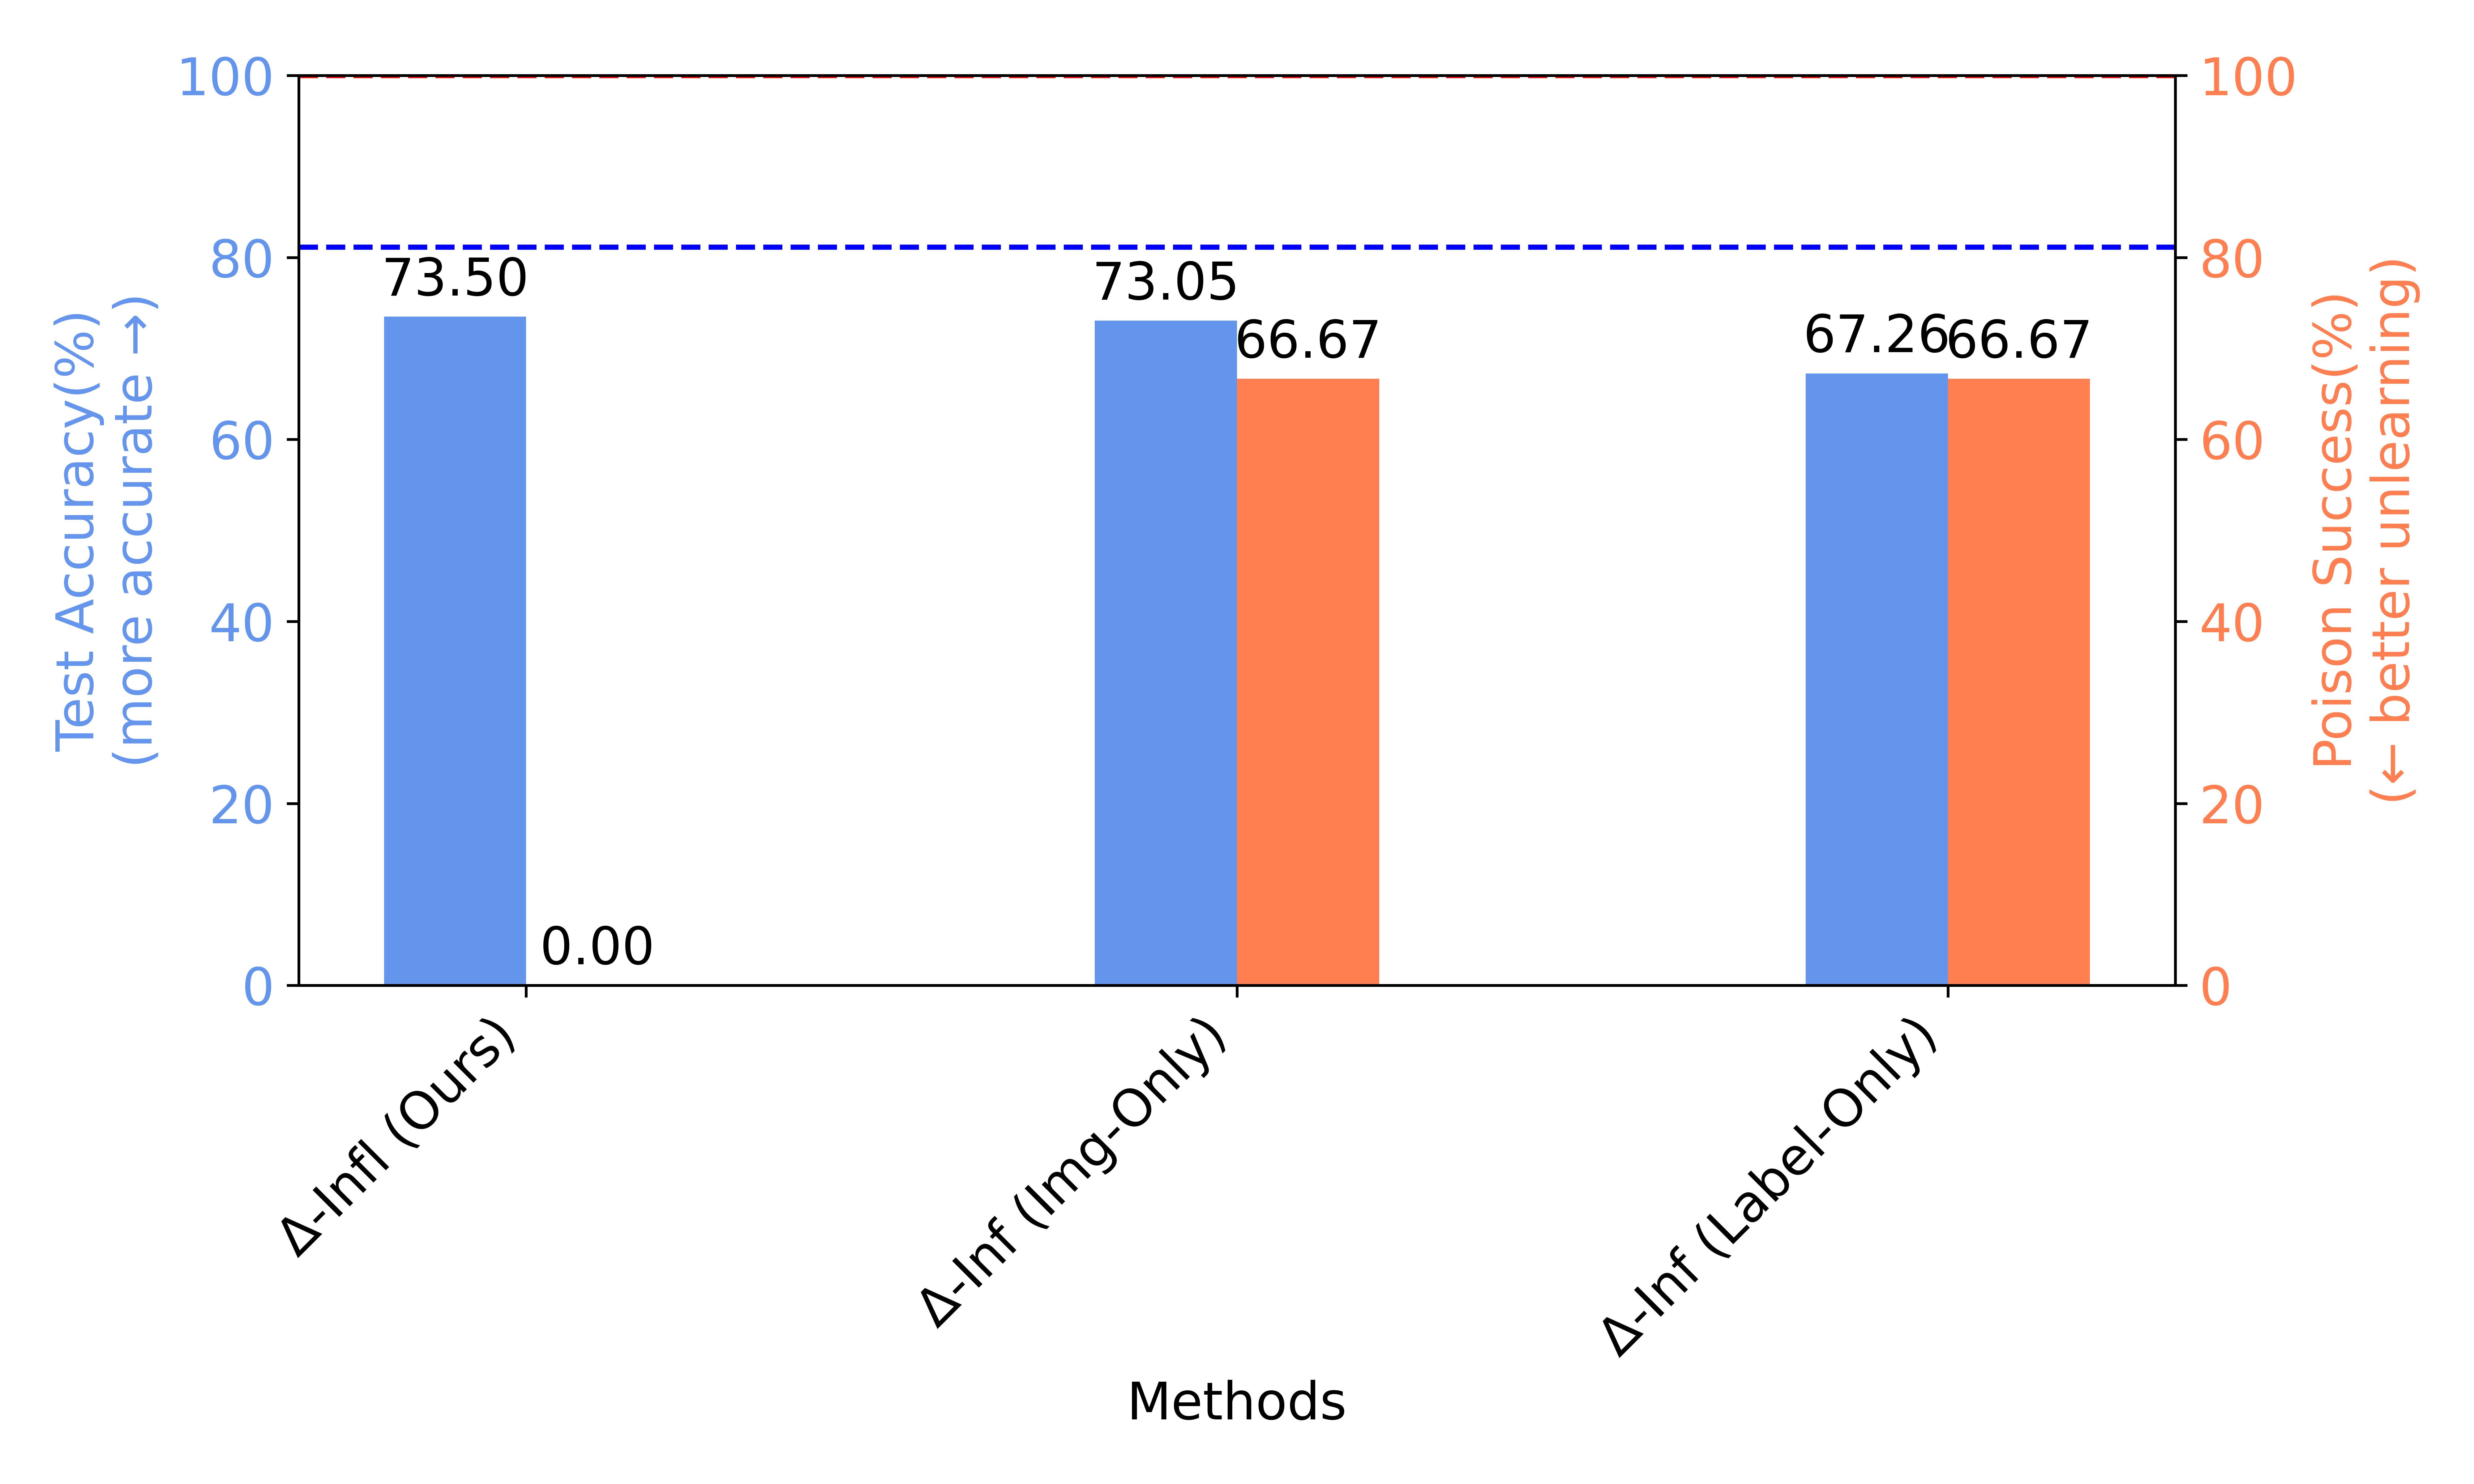 Test Accuracy(%)
(more accurate →)
100
80
60
40
20
0
73.50
0.00
73.05
66.67
67.26
66.67
100
80
60
40
20
0
Poison Success(%)
(← better unlearning)
Δ-Infl (Ours)
Δ-Inf (Img-Only)
Δ-Inf (Label-Only)
Methods